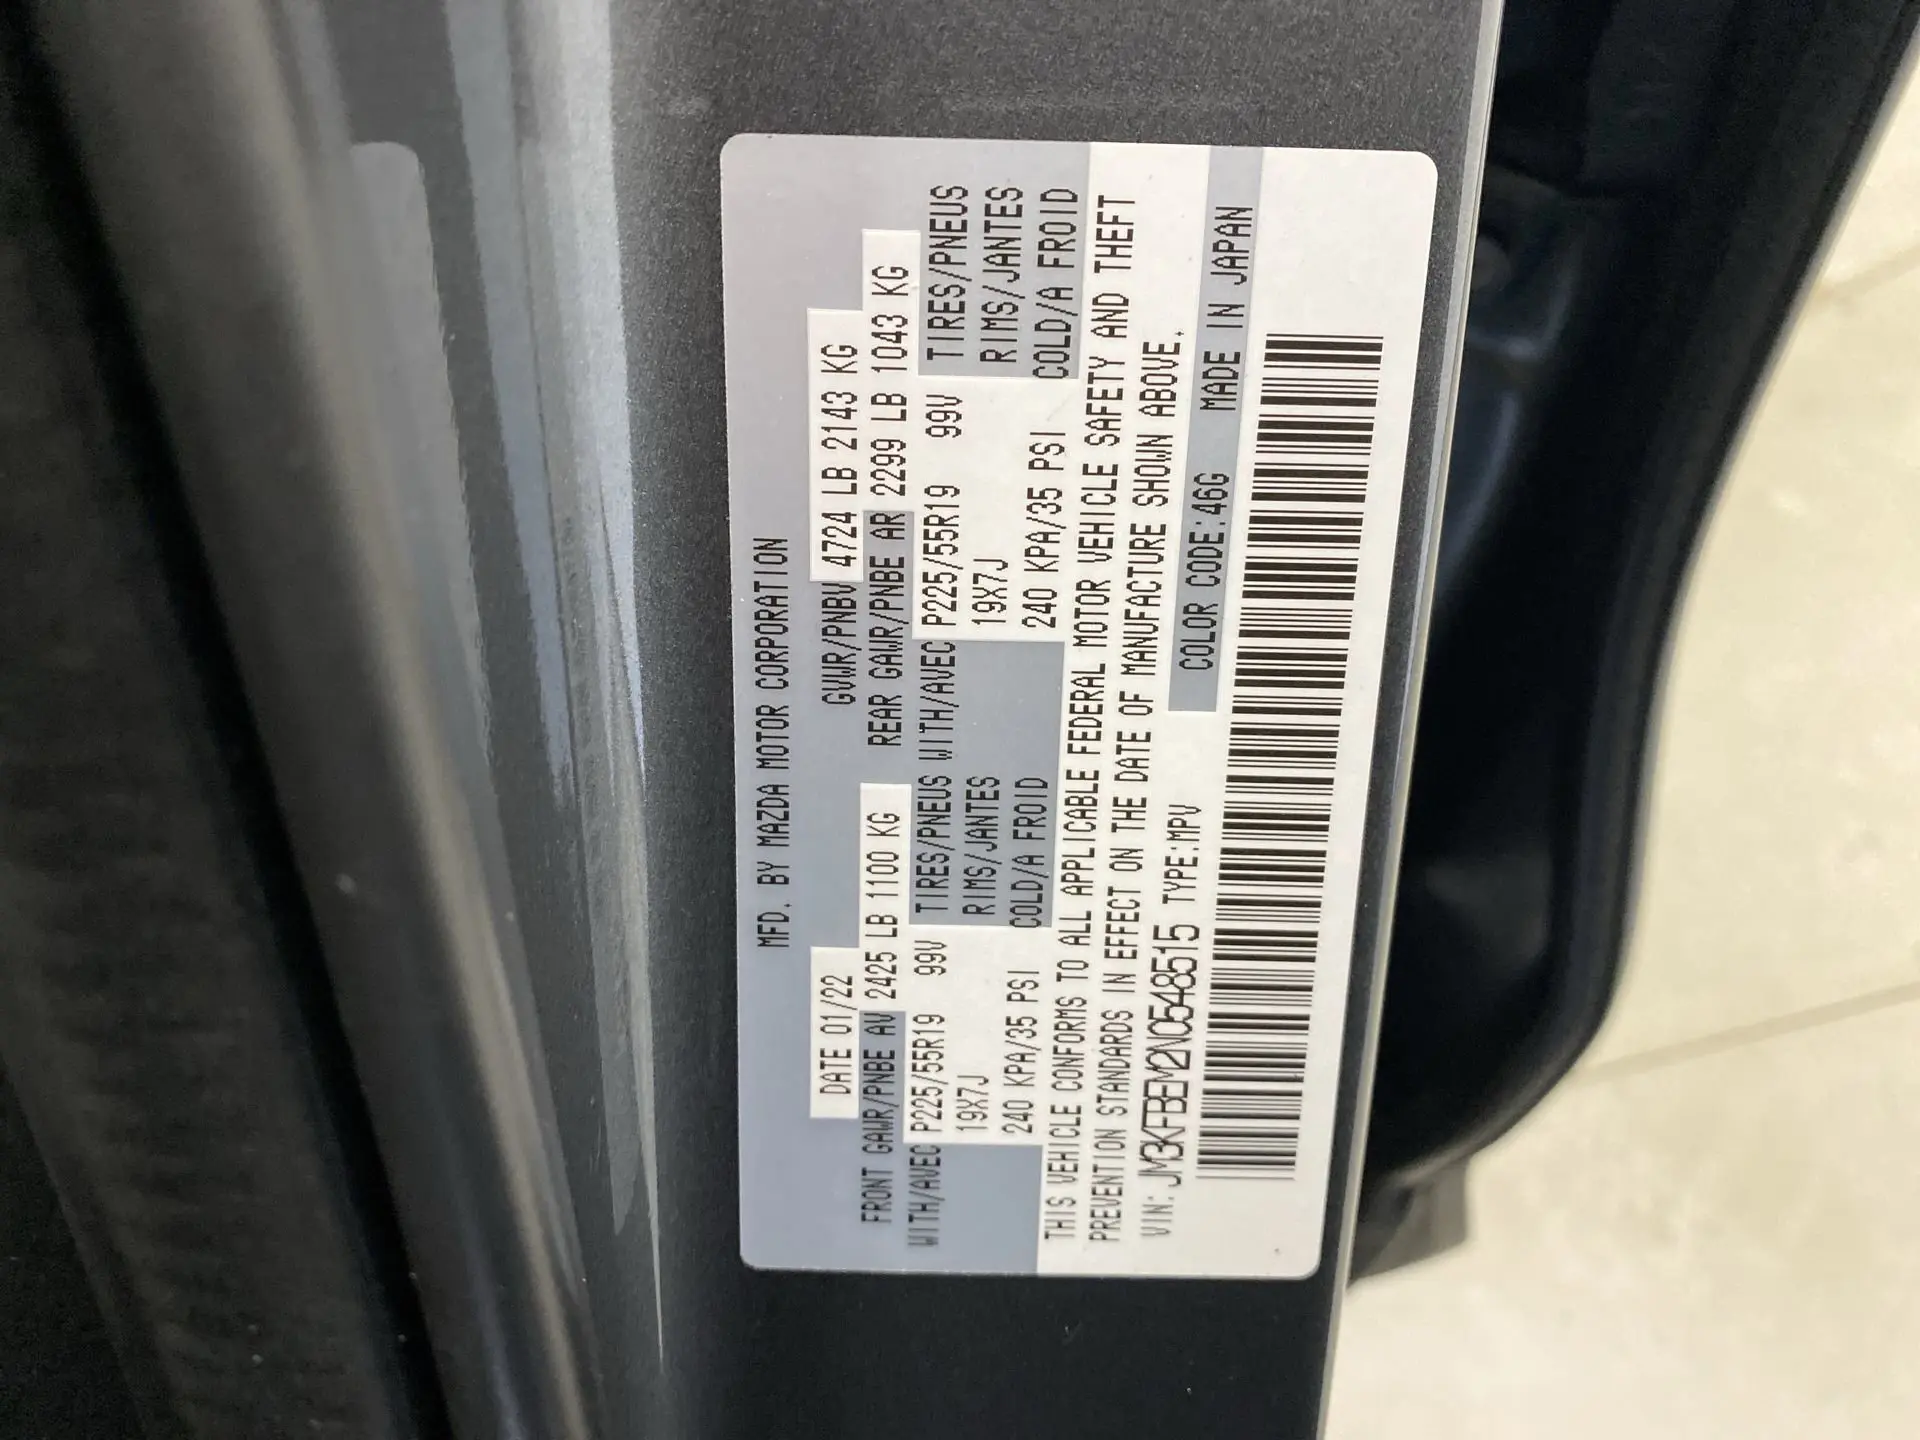 MFD. BY MAZDA MOTOR CORPORATION
DATE 01/22 GVWR/PNBV 4724 LB 2143 KG
FRONT GAWR/PNBE AV 2425 LB 1100 KG REAR GAWR/PNBE AR 2299 LB 1043 KG
WITH/AVEC P225/55R19 99V TIRES/PNEUS WITH/AVEC P225/55R19 99V TIRES/PNEUS
19X7J RIMS/JANTES 19X7J RIMS/JANTES
240 KPA/35 PSI COLD/A FROID 240 KPA/35 PSI COLD/A FROID
THIS VEHICLE CONFORMS TO ALL APPLICABLE FEDERAL MOTOR VEHICLE SAFETY AND THEFT
PREVENTION STANDARDS IN EFFECT ON THE DATE OF MANUFACTURE SHOWN ABOVE.
VIN: JM3KFBEM2N0548515 TYPE:MPV COLOR CODE:46G MADE IN JAPAN